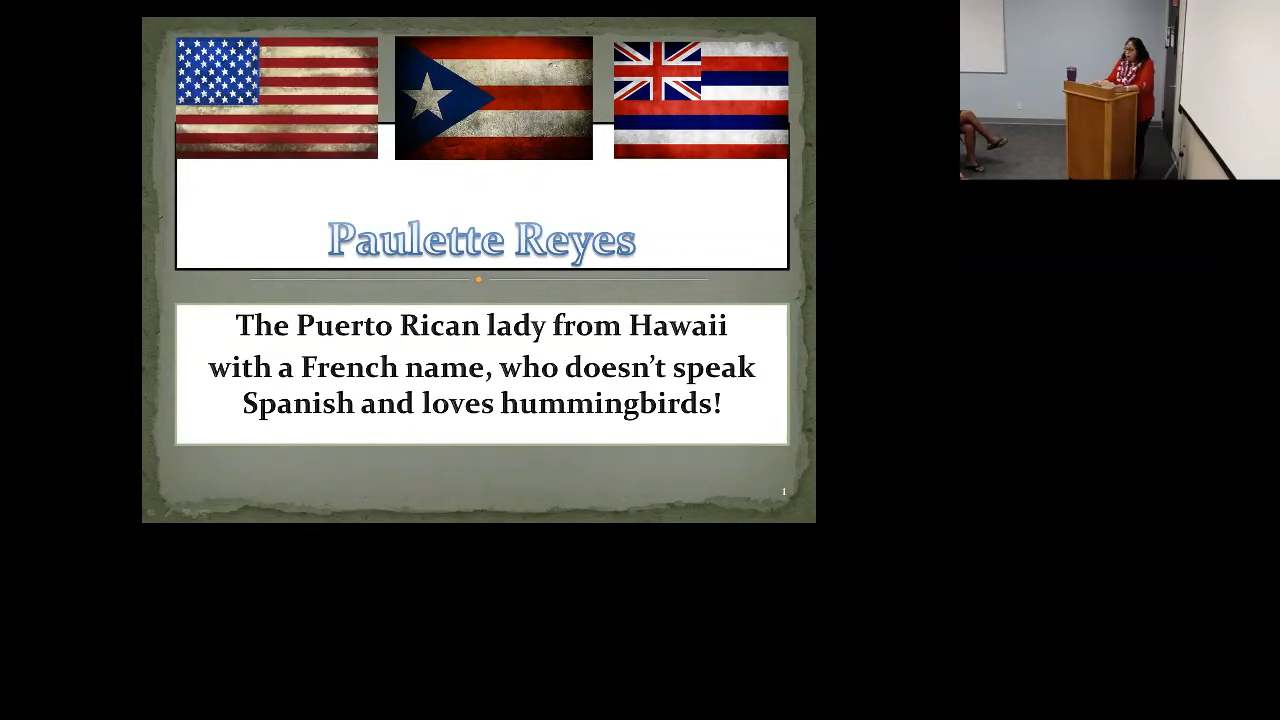 Paulette Reyes
The Puerto Rican lady from Hawaii
with a French name, who doesn’t speak
Spanish and loves hummingbirds!
1